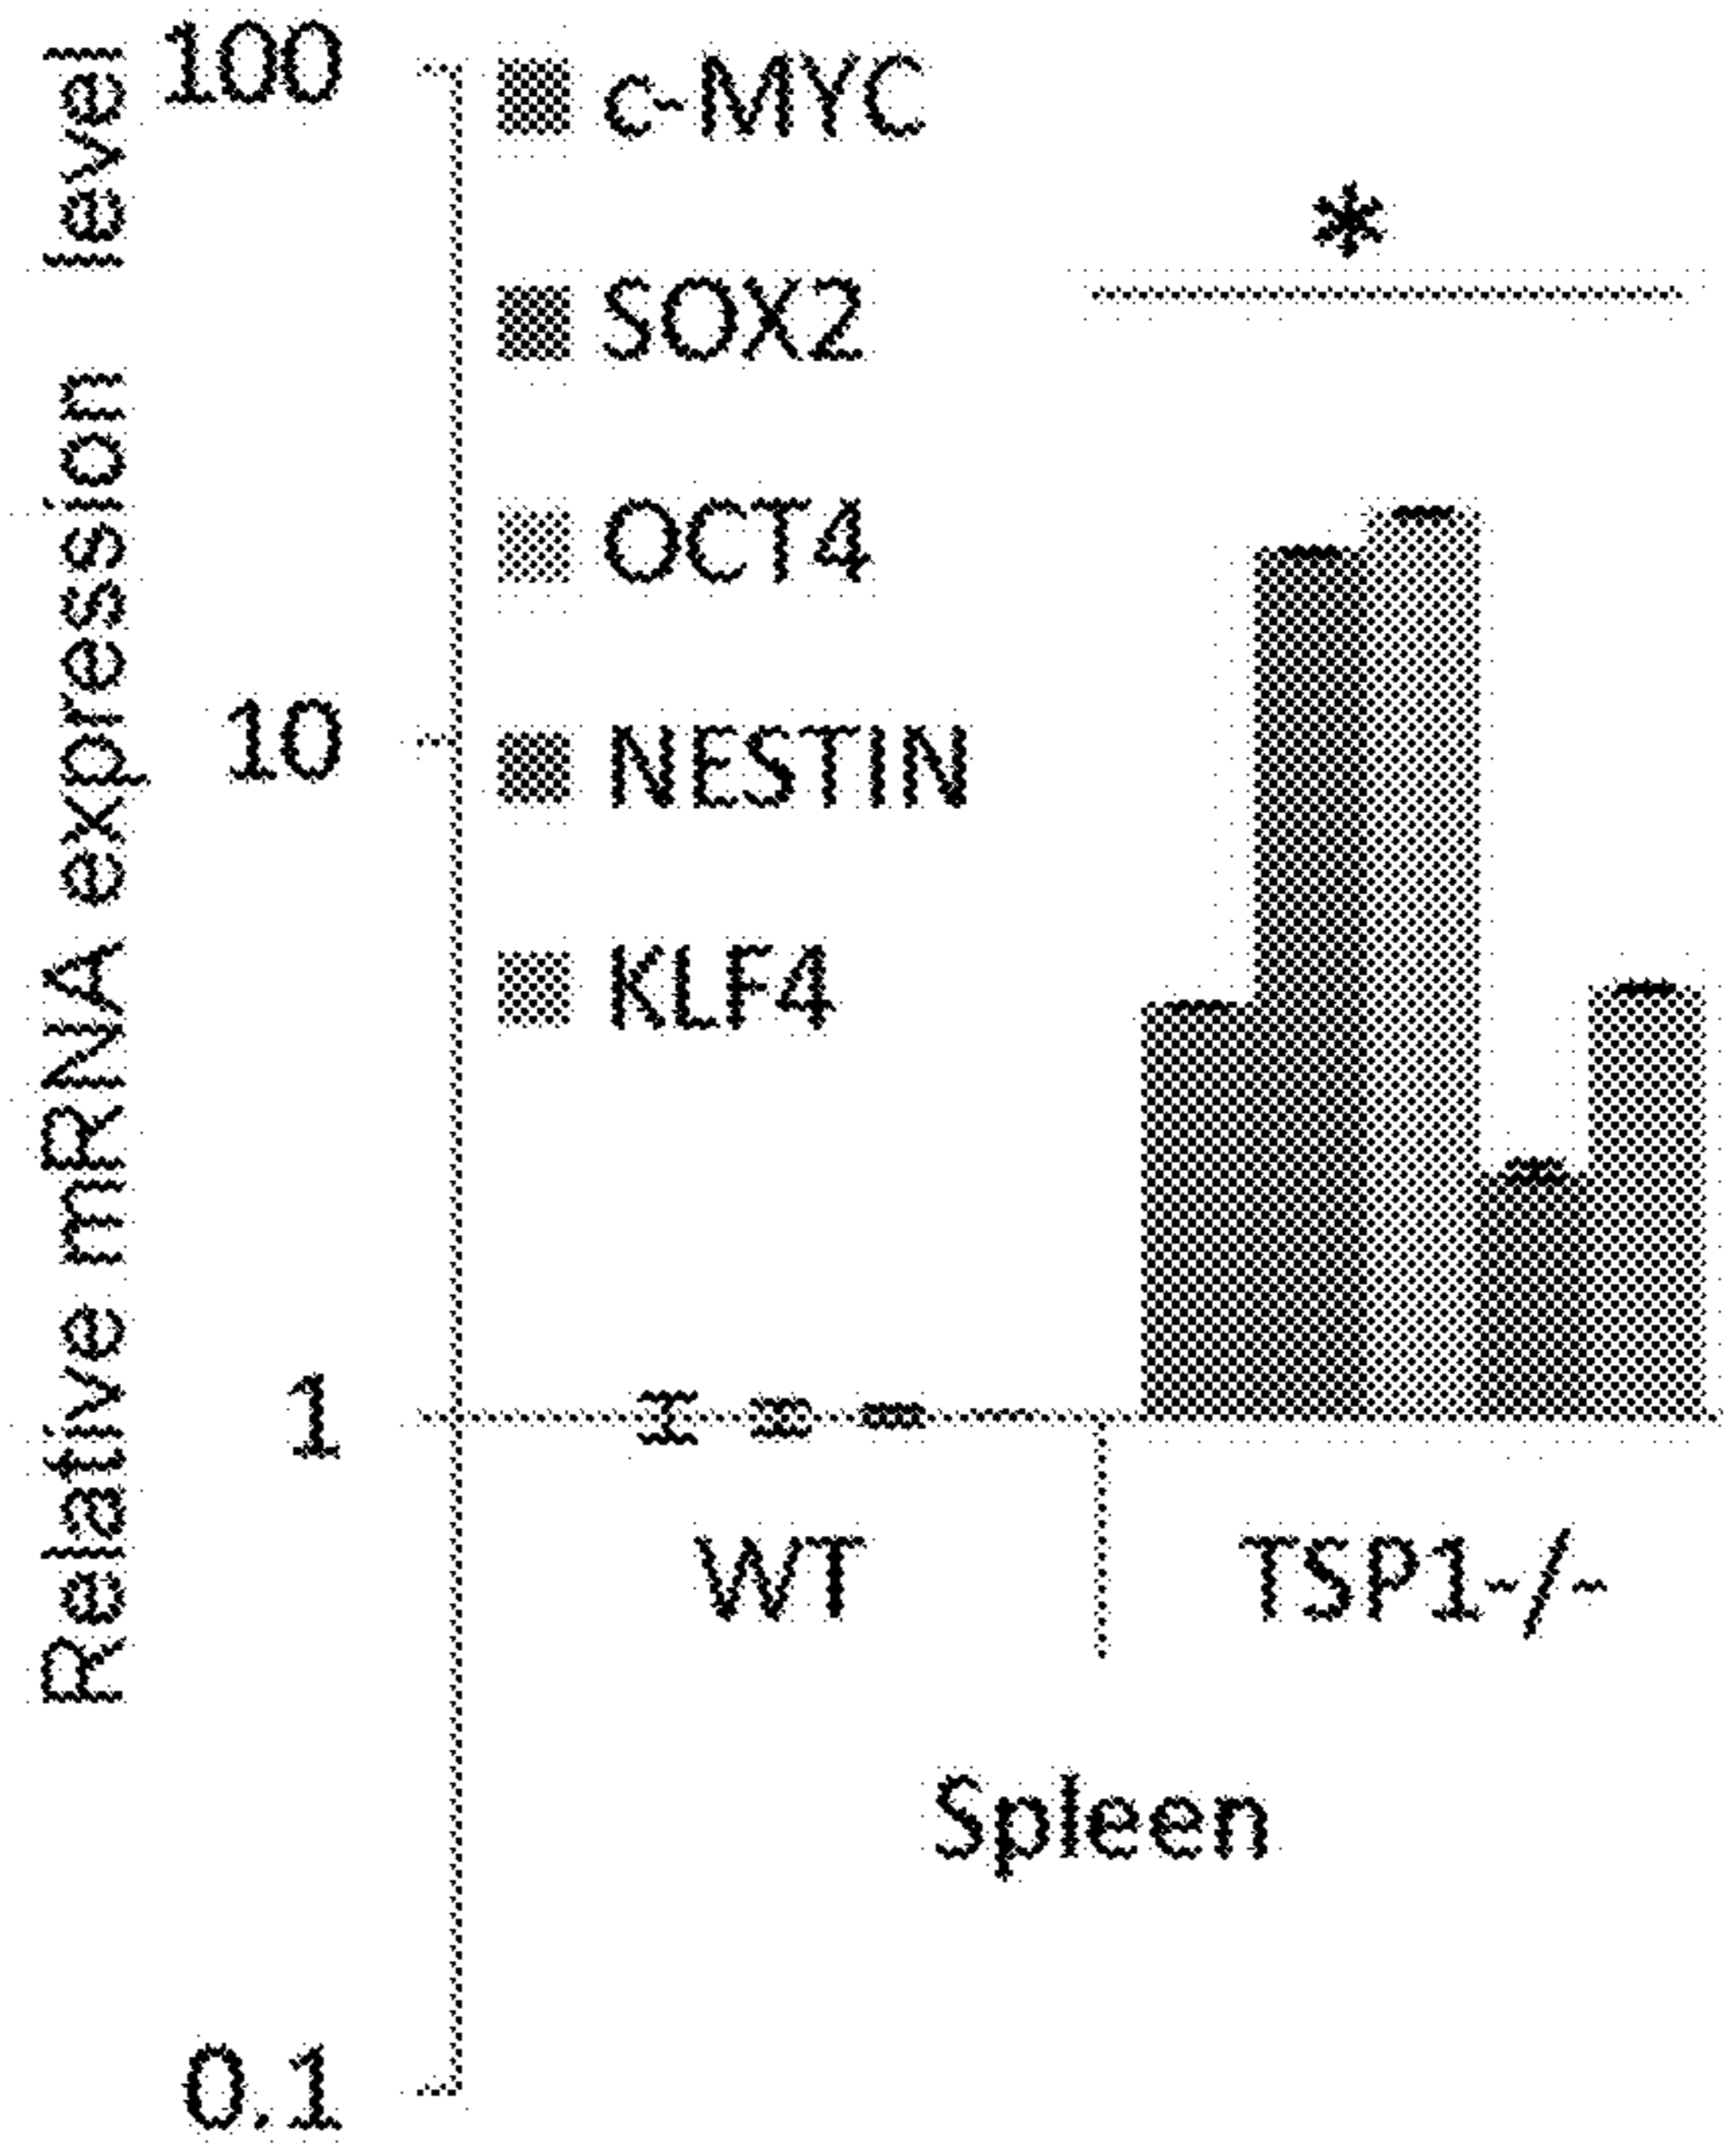 Relative mRNA expression level
100
10
1
0.1
c-MYC
SOX2
OCT4
NESTIN
KLF4
*
WT
TSP1-/-
Spleen